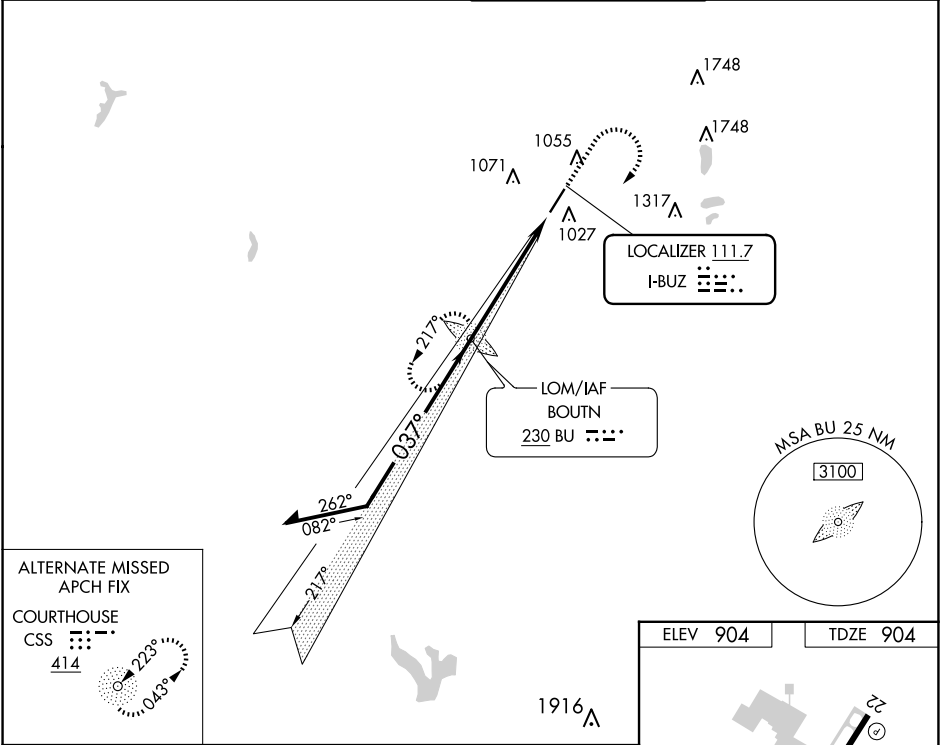 1748
1748
1055
1071
1317
1027
LOCALIZER 111.7
I-BUZ
217°
LOM/IAF
BOUTN
230 BU
037°
MSA BU 25 NM
3100
262°
082°
217°
ALTERNATE MISSED
APCH FIX
COURTHOUSE
CSS
414
223°
043°
1916
ELEV 904
TDZE 904
22
P